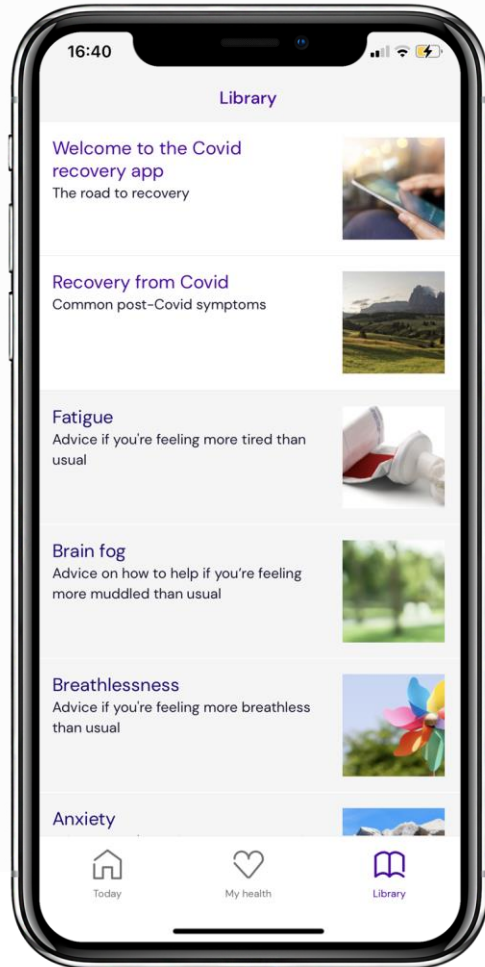 16:40
Library
Welcome to the Covid
recovery app
The road to recovery
Recovery from Covid
Common post-Covid symptoms
Fatigue
Advice if you're feeling more tired than
usual
Brain fog
Advice on how to help if you’re feeling
more muddled than usual
Breathlessness
Advice if you're feeling more breathless
than usual
Anxiety
Today
My health
Library